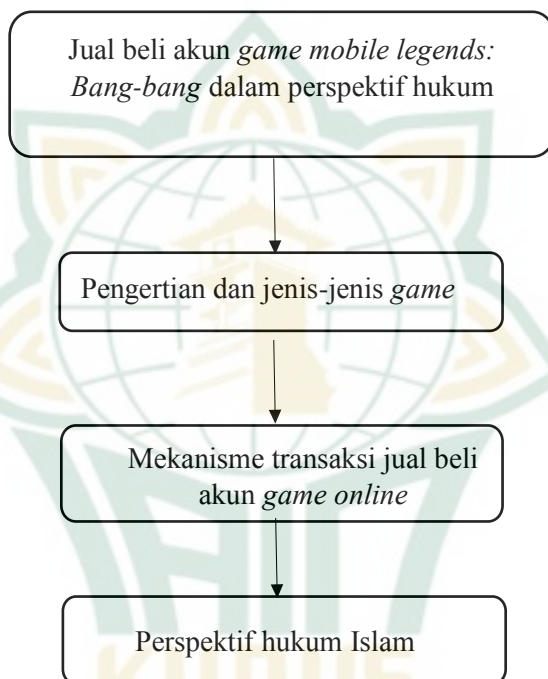 Jual beli akun game mobile legends:
Bang-bang dalam perspektif hukum
Pengertian dan jenis-jenis game
Mekanisme transaksi jual beli
akun game online
Perspektif hukum Islam